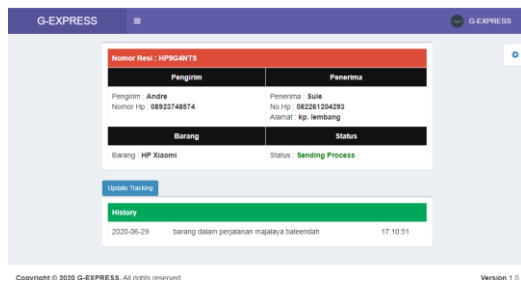 G-EXPRESS
G-EXPRESS
Nomor Resi : HP9G4NTS
Pengirim Penerima
Pengirim : Andre
Nomor Hp : 08923748574
Penerima : Sule
No.Hp : 082261204293
Alamat : kp. lembang
Barang Status
Barang : HP Xiaomi Status : Sending Process
Update Tracking
History
2020-06-29 barang dalam perjalanan majalaya baleendah 17:10:51
Copyright © 2020 G-EXPRESS. All rights reserved. Version 1.0